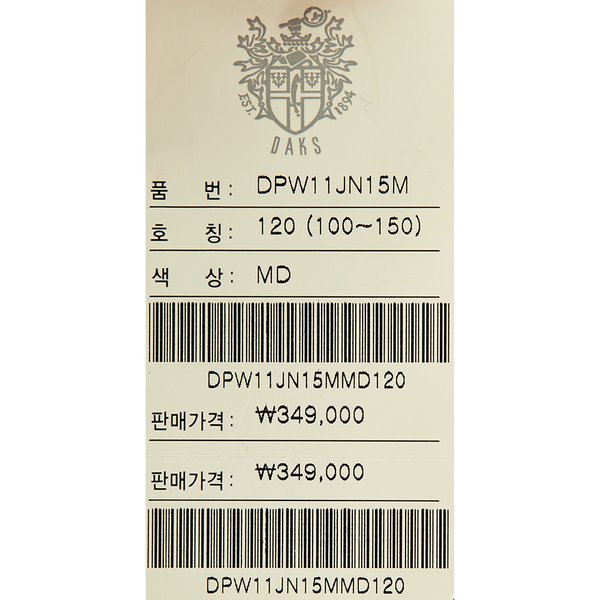 EST. 1894
DAKS
품 번 : DPW11JN15M
호 칭 : 120 (100~150)
색 상 : MD
DPW11JN15MMD120
판매가격 : ₩349,000
판매가격 : ₩349,000
DPW11JN15MMD120